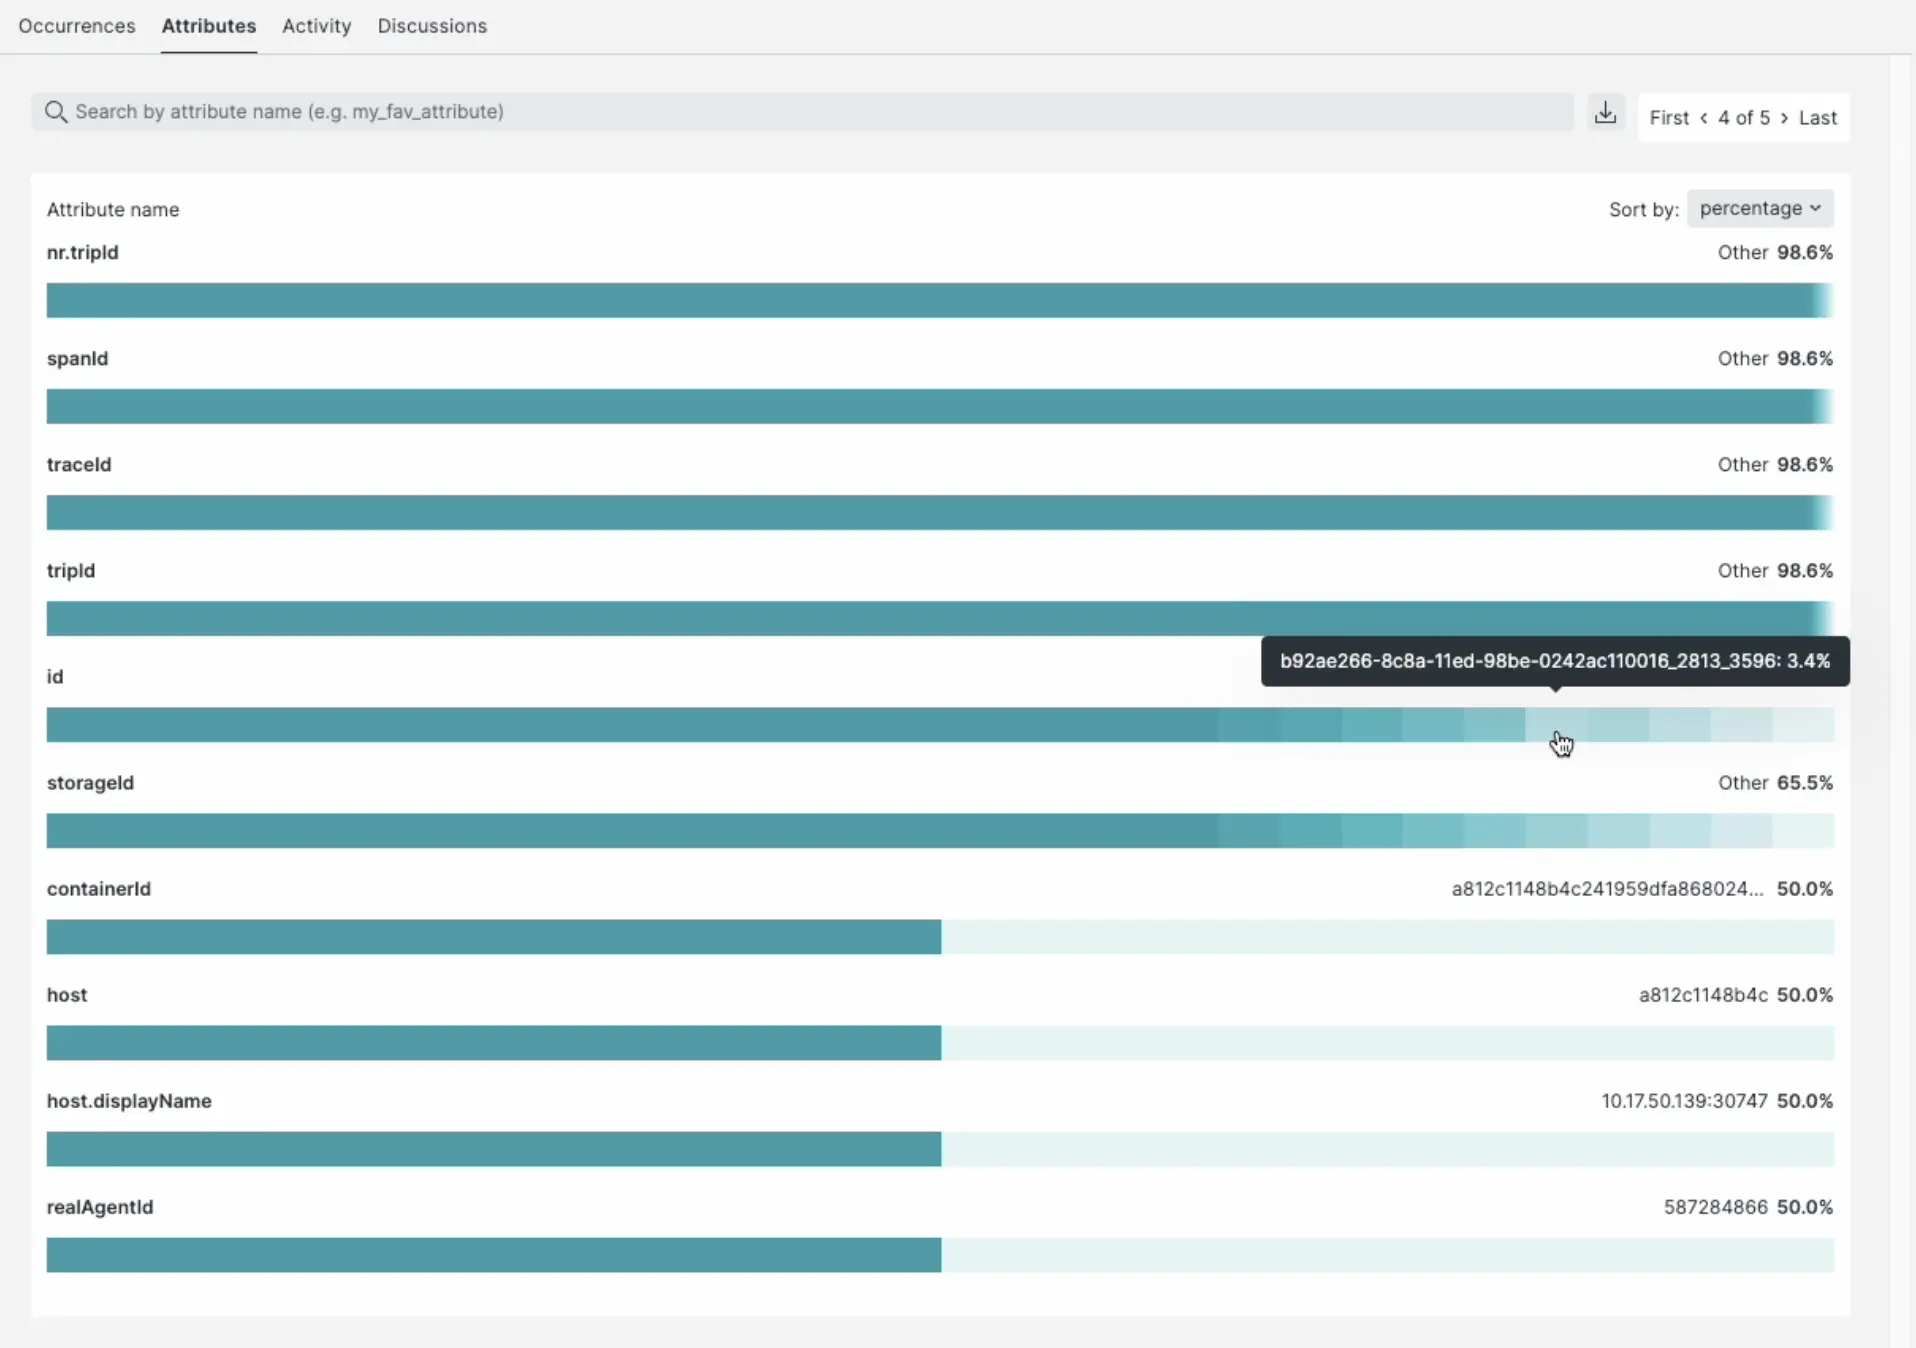 Occurrences Attributes Activity Discussions
Search by attribute name (e.g. my_fav_attribute)
First < 4 of 5 > Last
Attribute name
Sort by: percentage
nr.tripId Other 98.6%
spanId Other 98.6%
traceId Other 98.6%
tripId Other 98.6%
b92ae266-8c8a-11ed-98be-0242ac110016_2813_3596: 3.4%
id
storageId Other 65.5%
containerId a812c1148b4c241959dfa868024... 50.0%
host a812c1148b4c 50.0%
host.displayName 10.17.50.139:30747 50.0%
realAgentId 587284866 50.0%